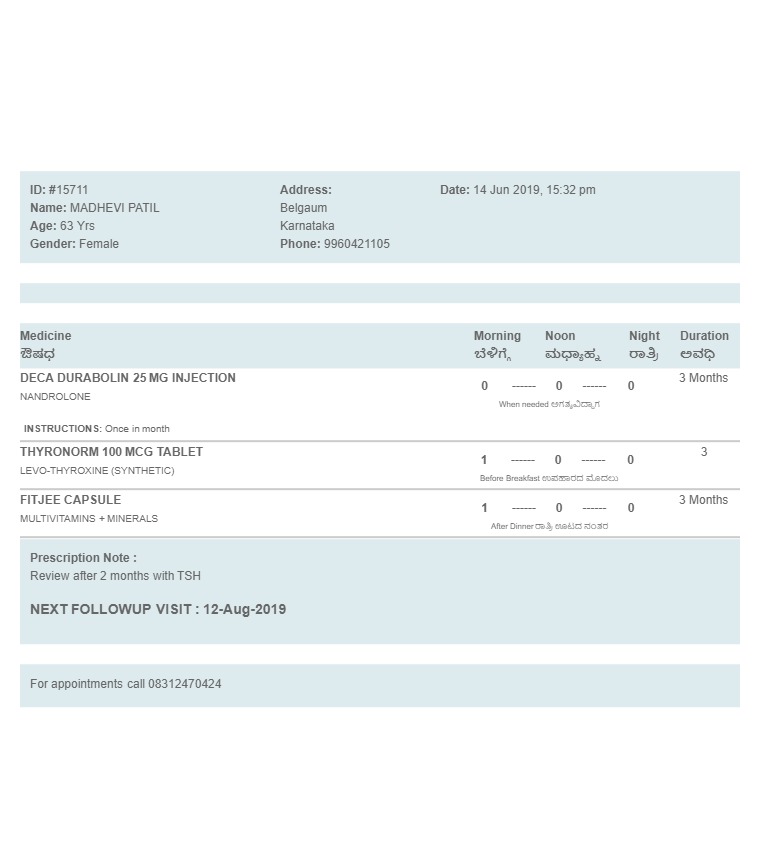 ID: #15711
Name: MADHEVI PATIL
Age: 63 Yrs
Gender: Female
Address:
Belgaum
Karnataka
Phone: 9960421105
Date: 14 Jun 2019, 15:32 pm
Medicine Morning Noon Night Duration
ಔಷಧ ಬೆಳಿಗ್ಗೆ ಮಧ್ಯಾಹ್ನ ರಾತ್ರಿ ಅವಧಿ
DECA DURABOLIN 25 MG INJECTION 0 ------ 0 ------ 0 3 Months
NANDROLONE When needed ಅಗತ್ಯವಿದ್ದಾಗ
INSTRUCTIONS: Once in month
THYRONORM 100 MCG TABLET 1 ------ 0 ------ 0 3
LEVO-THYROXINE (SYNTHETIC) Before Breakfast ಉಪಹಾರದ ಮೊದಲು
FITJEE CAPSULE 1 ------ 0 ------ 0 3 Months
MULTIVITAMINS + MINERALS After Dinner ರಾತ್ರಿ ಊಟದ ನಂತರ
Prescription Note :
Review after 2 months with TSH
NEXT FOLLOWUP VISIT : 12-Aug-2019
For appointments call 08312470424